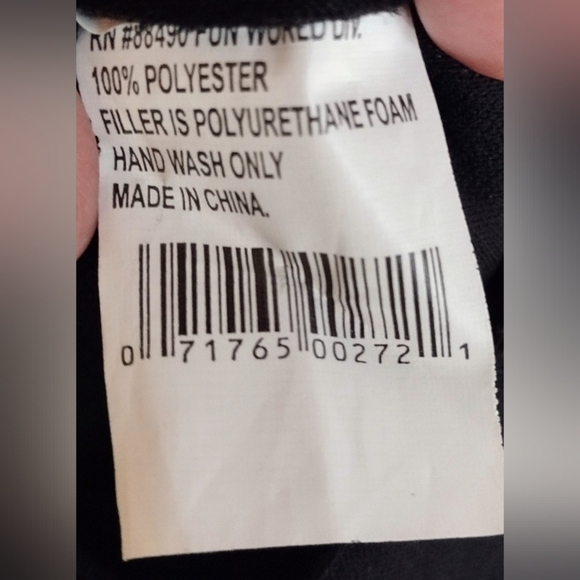 RN #88490 FUN WORLD DIV.
100% POLYESTER
FILLER IS POLYURETHANE FOAM
HAND WASH ONLY
MADE IN CHINA.
0 71765 00272 1